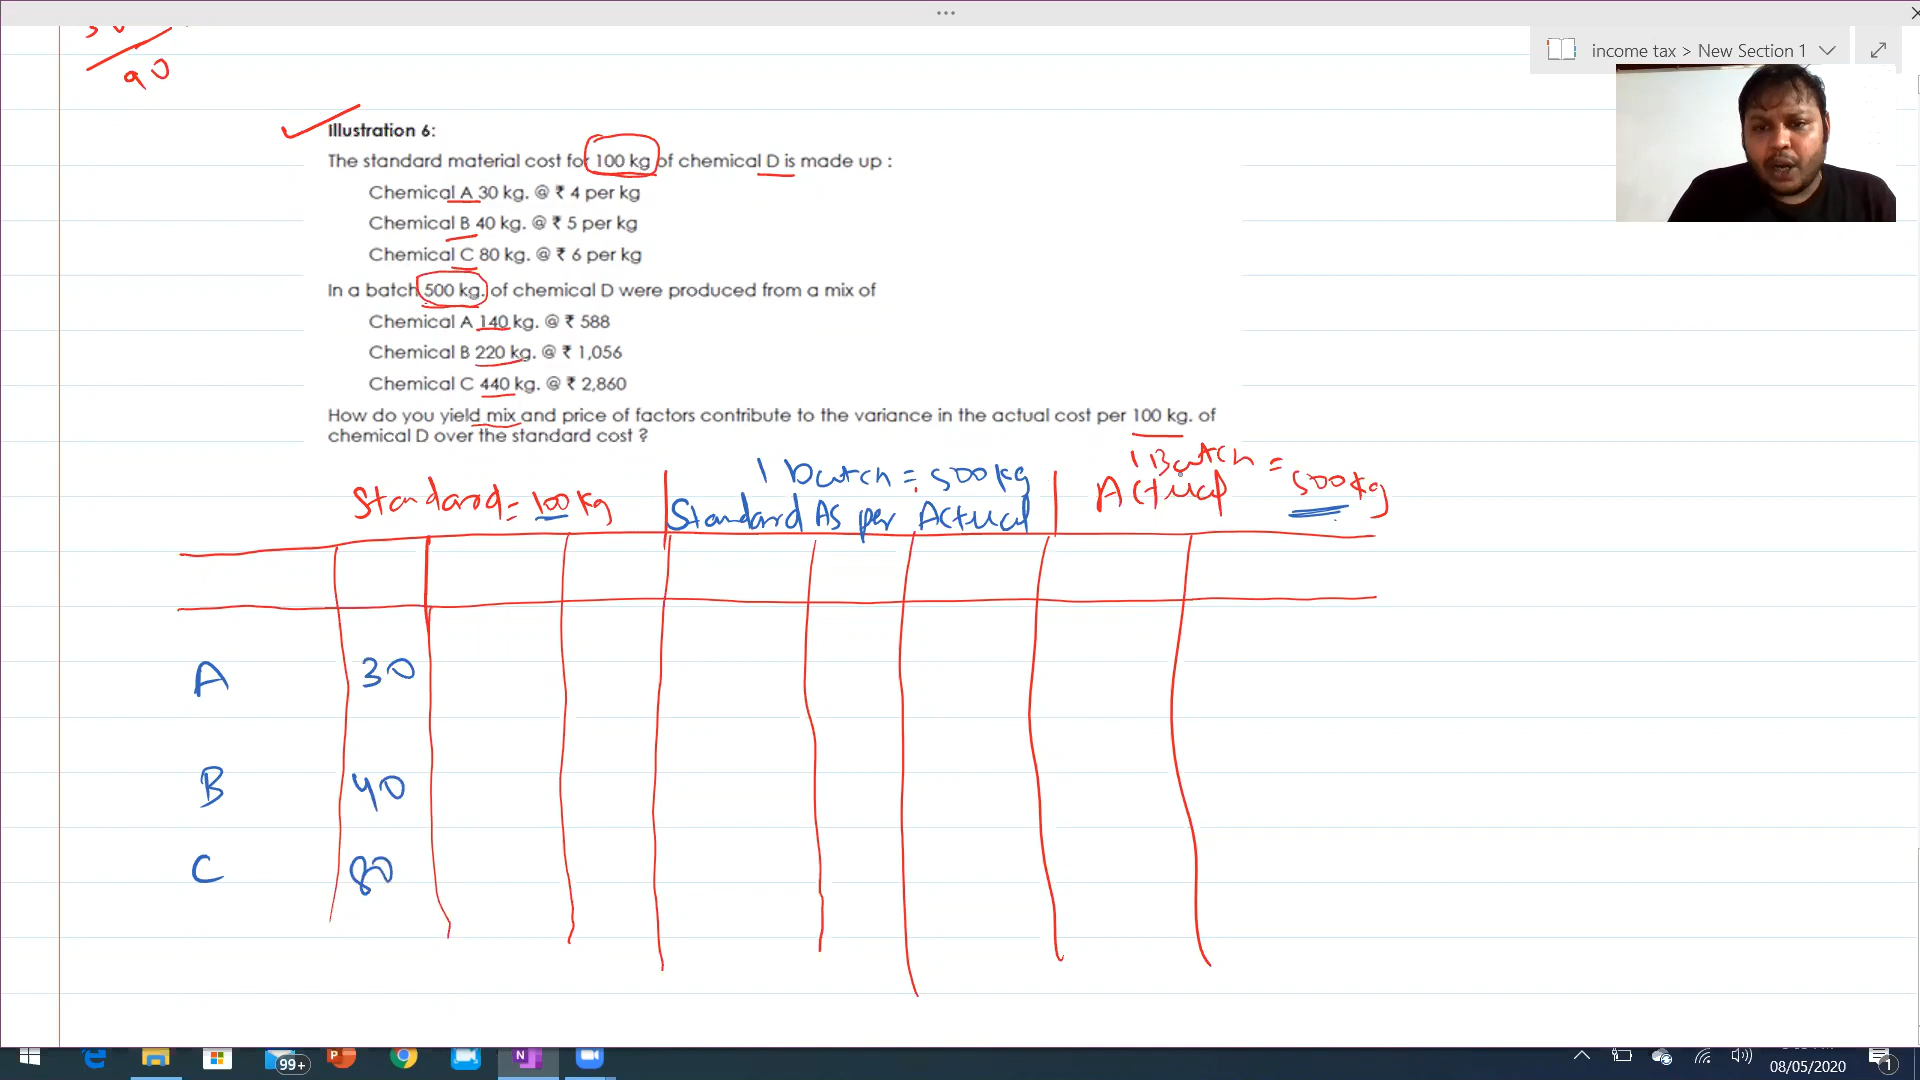 income tax > New Section 1
90
Illustration 6:
The standard material cost for 100 kg of chemical D is made up :
Chemical A 30 kg. @ ₹ 4 per kg
Chemical B 40 kg. @ ₹ 5 per kg
Chemical C 80 kg. @ ₹ 6 per kg
In a batch 500 kg. of chemical D were produced from a mix of
Chemical A 140 kg. @ ₹ 588
Chemical B 220 kg. @ ₹ 1,056
Chemical C 440 kg. @ ₹ 2,860
How do you yield mix and price of factors contribute to the variance in the actual cost per 100 kg. of
chemical D over the standard cost ?
Standard = 100 kg
1 batch = 500 kg
Standard As per Actual
1 Batch = 500 kg
Actual
A 30
B 40
C 80
99+
08/05/2020
1